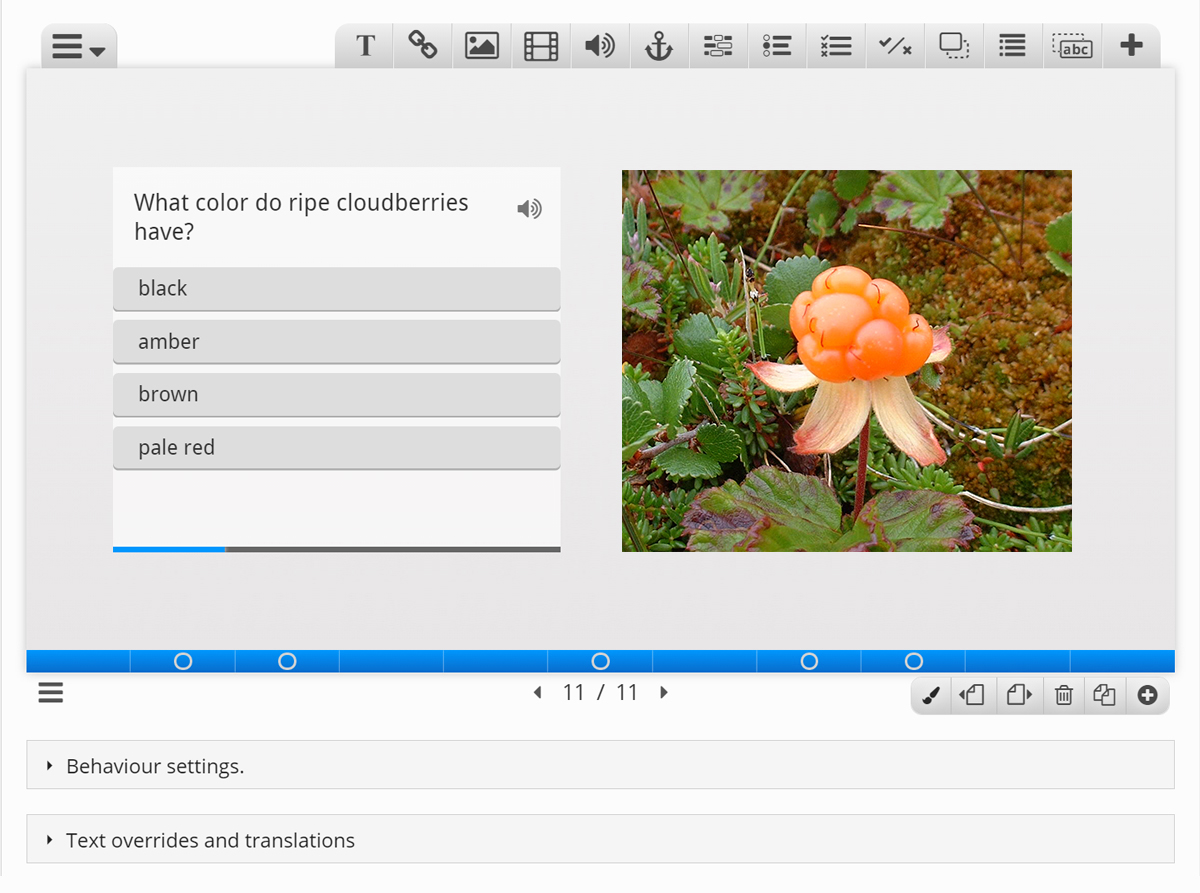 T
abc
What color do ripe cloudberries
have?
black
amber
brown
pale red
11 / 11
Behaviour settings.
Text overrides and translations